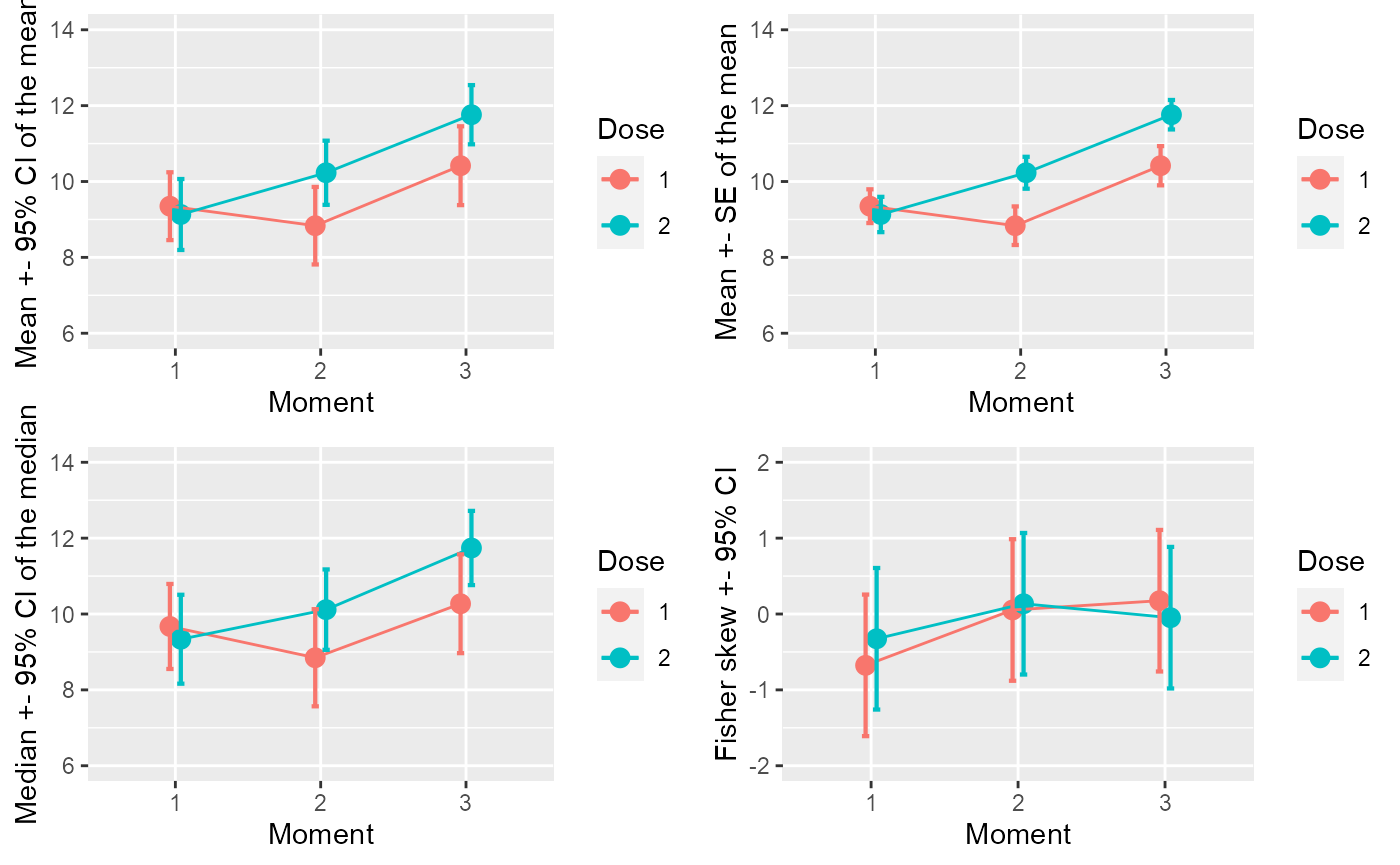 Mean +- 95% CI of the mean
14
12
10
8
6
1 2 3
Moment
Dose
1
2
Mean +- SE of the mean
14
12
10
8
6
1 2 3
Moment
Dose
1
2
Median +- 95% CI of the median
14
12
10
8
6
1 2 3
Moment
Dose
1
2
Fisher skew +- 95% CI
2
1
0
-1
-2
1 2 3
Moment
Dose
1
2